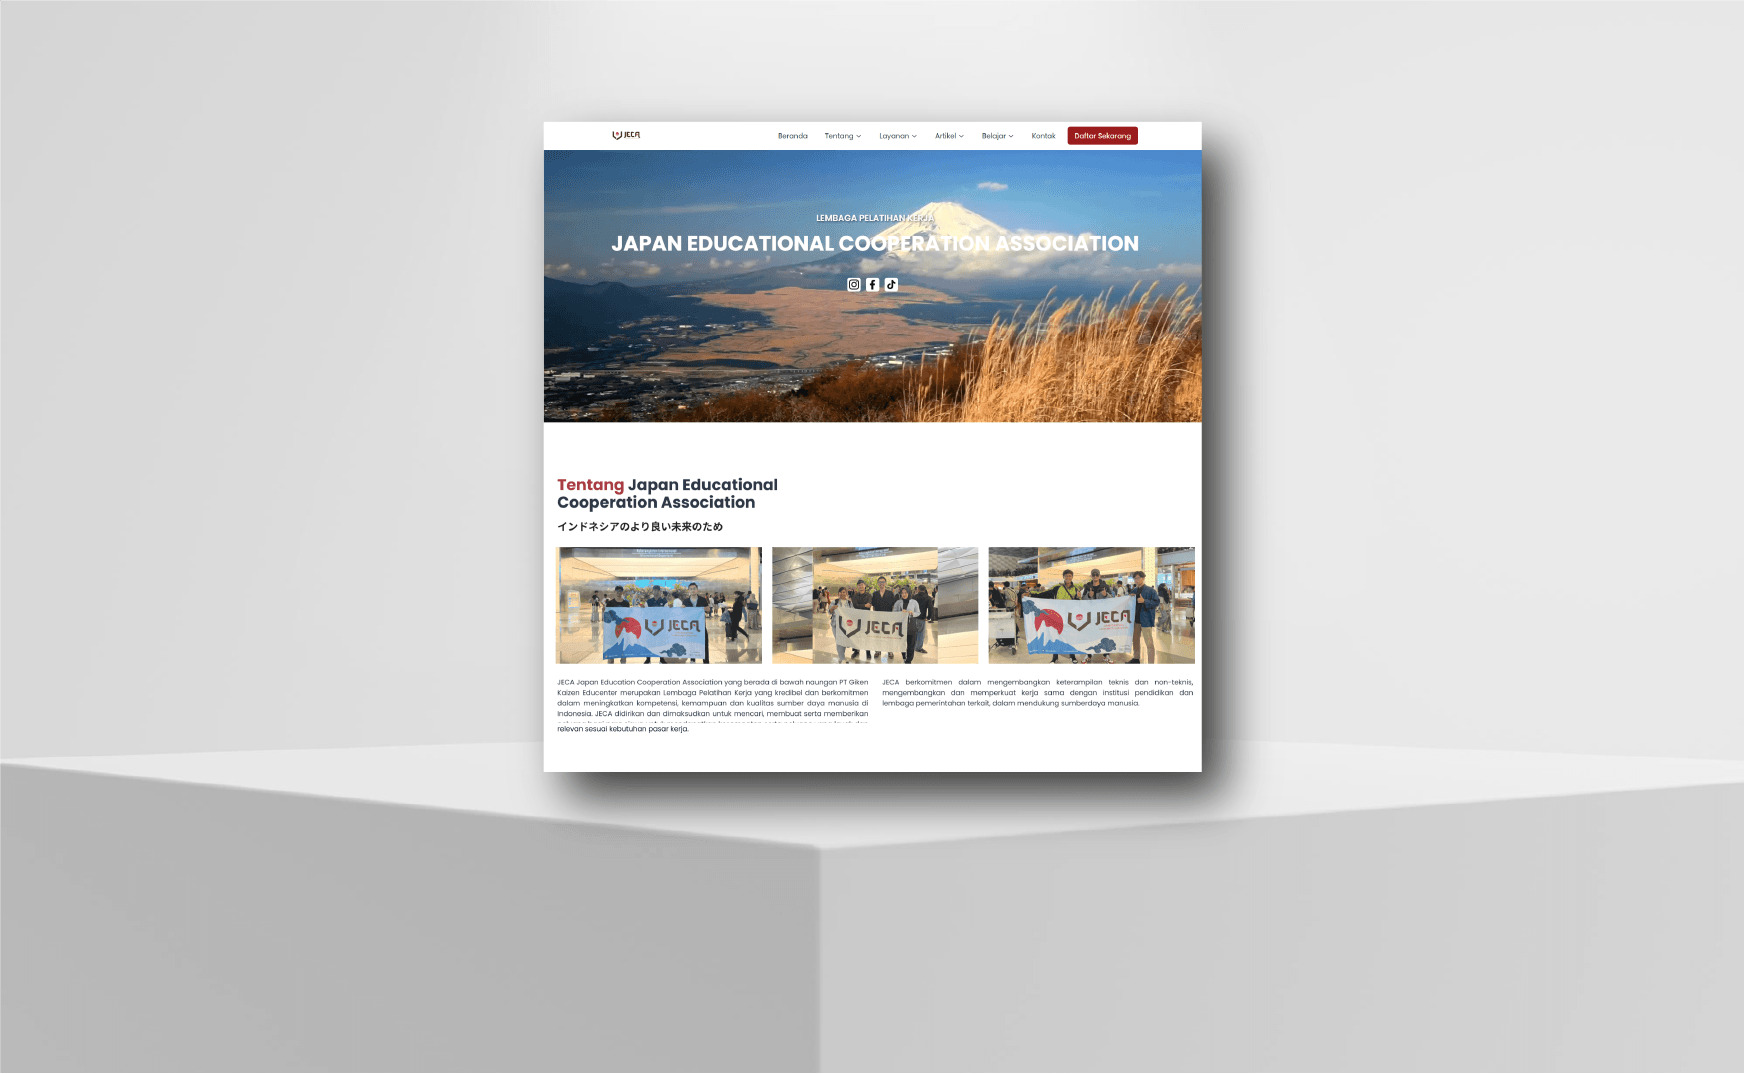 JECA
Beranda
Tentang
Layanan
Artikel
Belajar
Kontak
Daftar Sekarang
LEMBAGA PELATIHAN KERJA
JAPAN EDUCATIONAL COOPERATION ASSOCIATION
Tentang Japan Educational
Cooperation Association
インドネシアのより良い未来のため
JECA
JECA
JECA
JECA Japan Education Cooperation Association yang berada di bawah naungan PT Giken
Kaizen Educenter merupakan Lembaga Pelatihan Kerja yang kredibel dan berkomitmen
dalam meningkatkan kompetensi, kemampuan dan kualitas sumber daya manusia di
Indonesia. JECA didirikan dan dimaksudkan untuk mencari, membuat serta memberikan
relevan sesuai kebutuhan pasar kerja.
JECA berkomitmen dalam mengembangkan keterampilan teknis dan non-teknis,
mengembangkan dan memperkuat kerja sama dengan institusi pendidikan dan
lembaga pemerintahan terkait, dalam mendukung sumberdaya manusia.